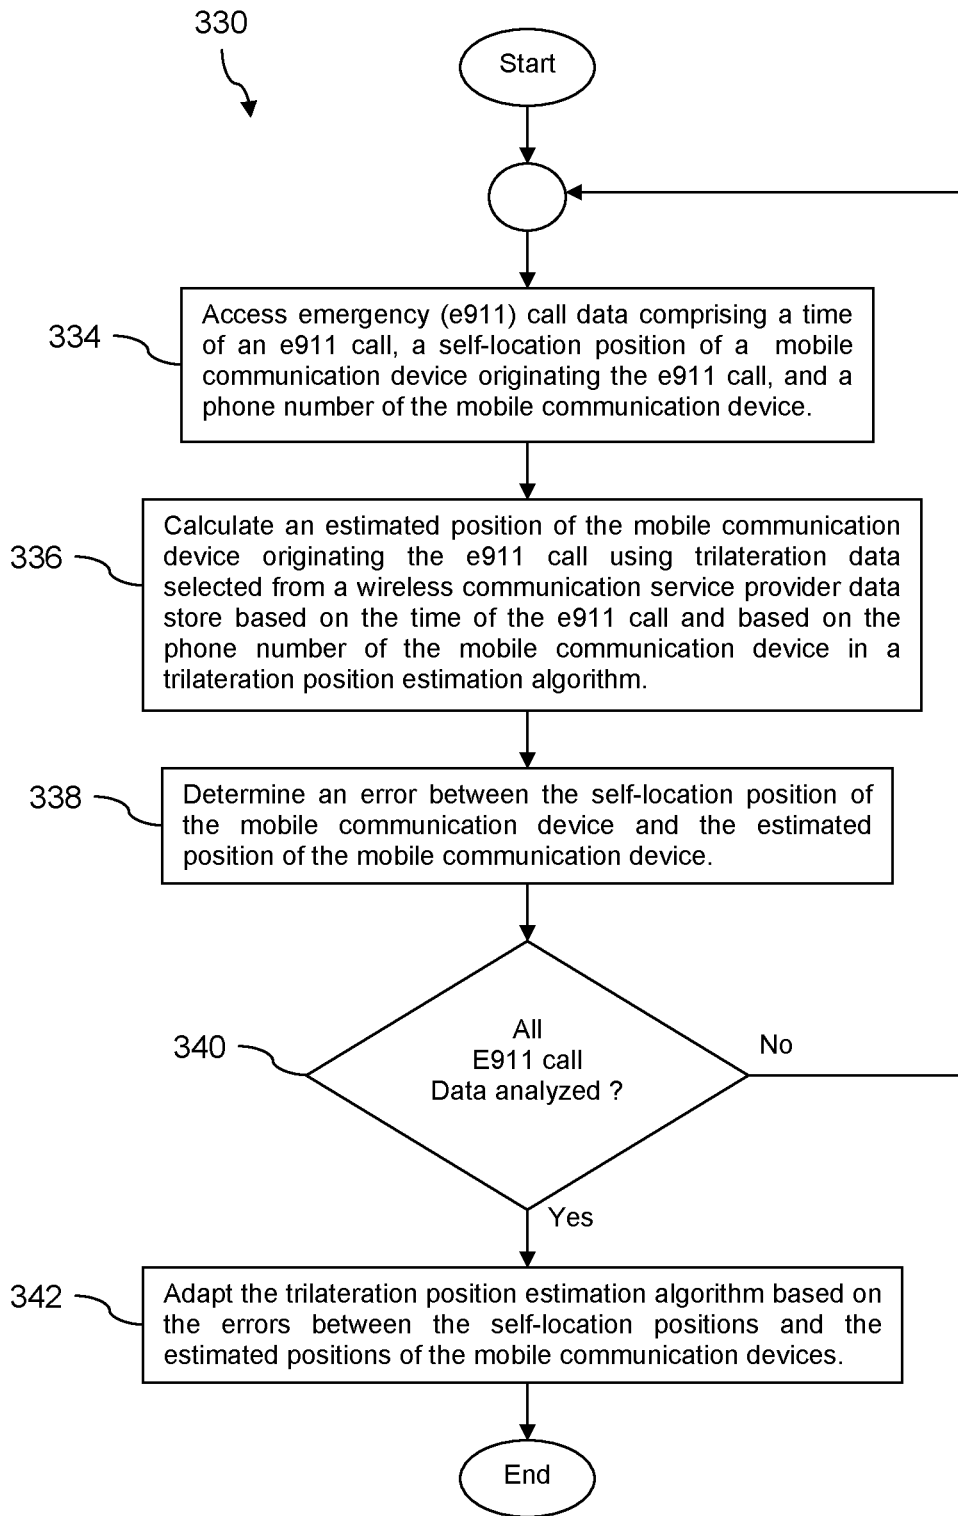 330
Start
334
Access emergency (e911) call data comprising a time
of an e911 call, a self-location position of a mobile
communication device originating the e911 call, and a
phone number of the mobile communication device.
336
Calculate an estimated position of the mobile communication
device originating the e911 call using trilateration data
selected from a wireless communication service provider data
store based on the time of the e911 call and based on the
phone number of the mobile communication device in a
trilateration position estimation algorithm.
338
Determine an error between the self-location position of
the mobile communication device and the estimated
position of the mobile communication device.
340
All
E911 call
Data analyzed ?
No
Yes
342
Adapt the trilateration position estimation algorithm based on
the errors between the self-location positions and the
estimated positions of the mobile communication devices.
End